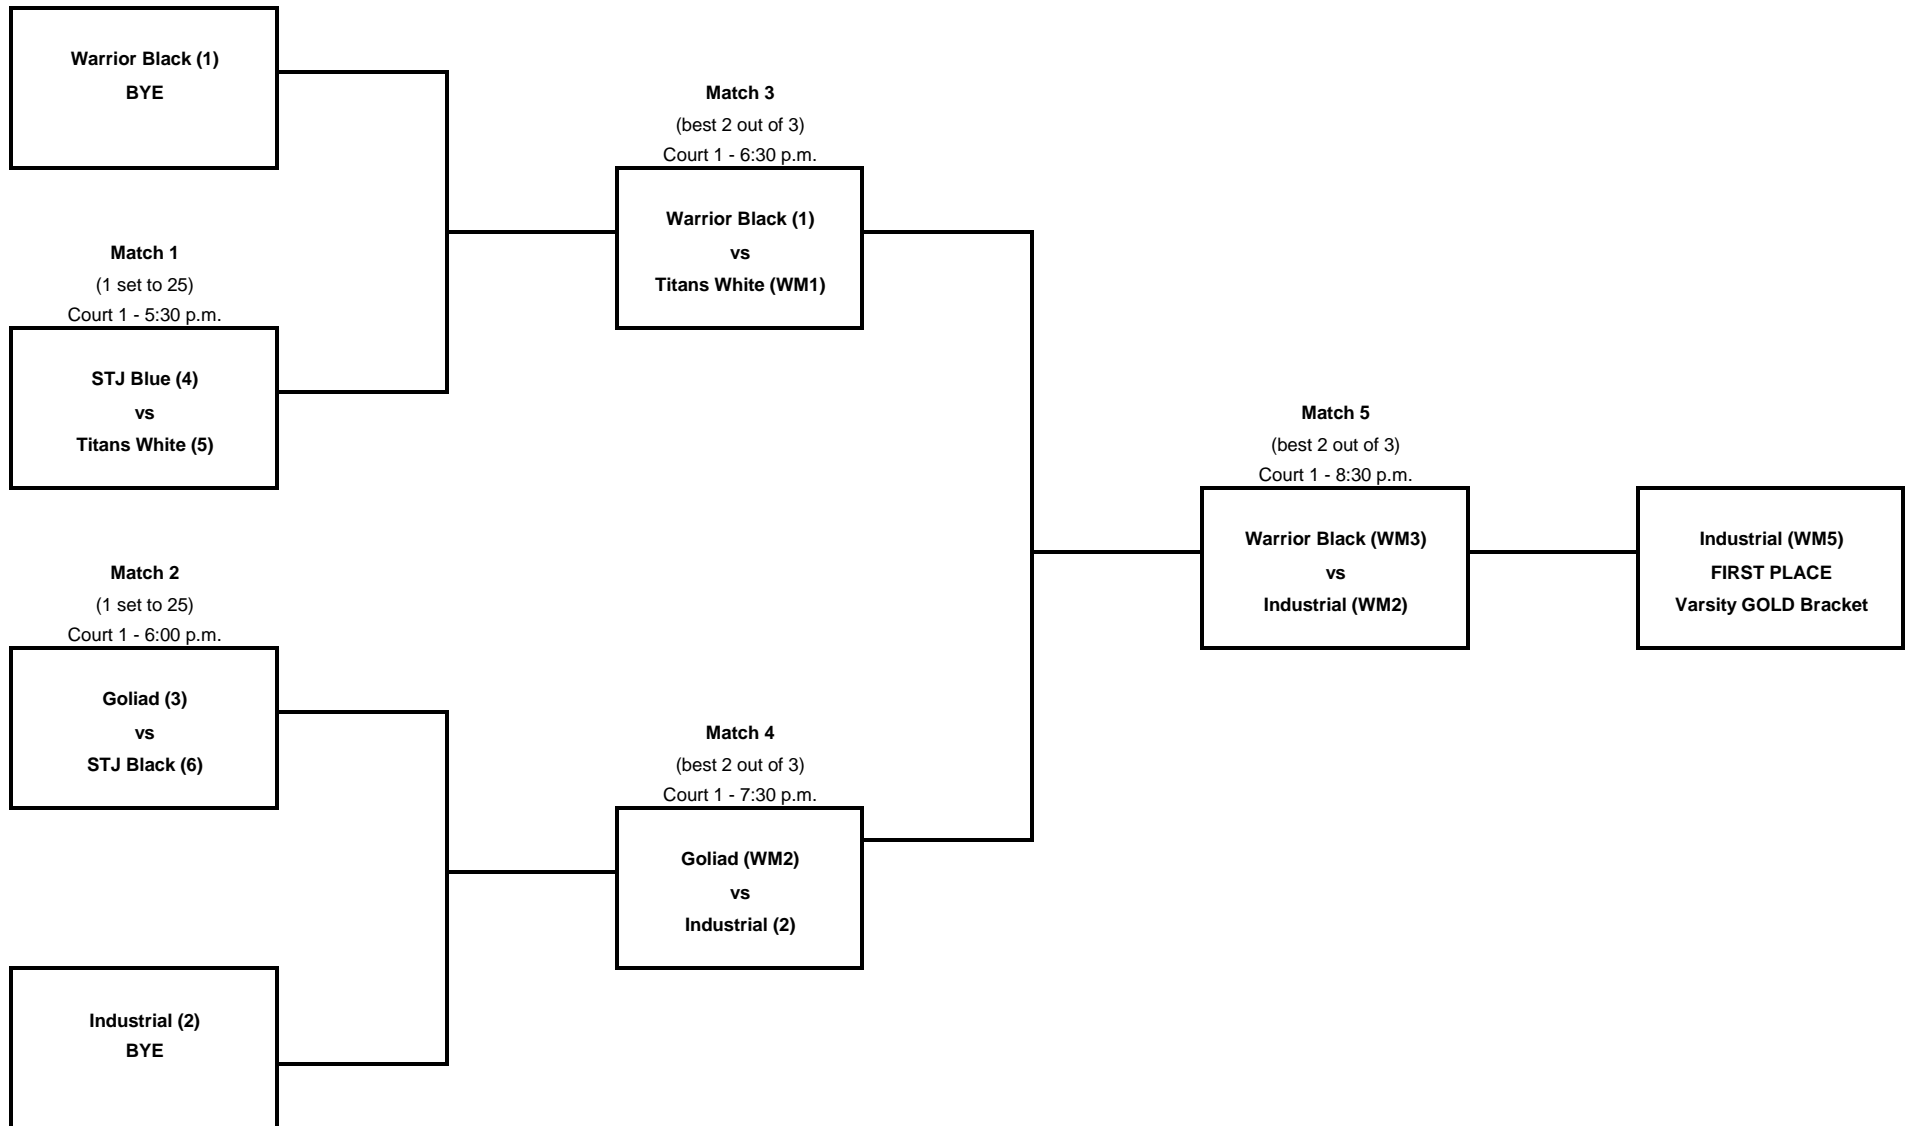 Warrior Black (1)
BYE
Match 1
(1 set to 25)
Court 1 - 5:30 p.m.
STJ Blue (4)
vs
Titans White (5)
Match 2
(1 set to 25)
Court 1 - 6:00 p.m.
Goliad (3)
vs
STJ Black (6)
Industrial (2)
BYE
Match 3
(best 2 out of 3)
Court 1 - 6:30 p.m.
Warrior Black (1)
vs
Titans White (WM1)
Match 4
(best 2 out of 3)
Court 1 - 7:30 p.m.
Goliad (WM2)
vs
Industrial (2)
Match 5
(best 2 out of 3)
Court 1 - 8:30 p.m.
Warrior Black (WM3)
vs
Industrial (WM2)
Industrial (WM5)
FIRST PLACE
Varsity GOLD Bracket